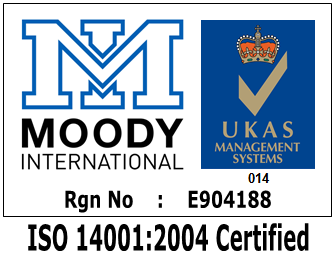 MOODY
INTERNATIONAL
UKAS
MANAGEMENT
SYSTEMS
014
Rgn No : E904188
ISO 14001:2004 Certified